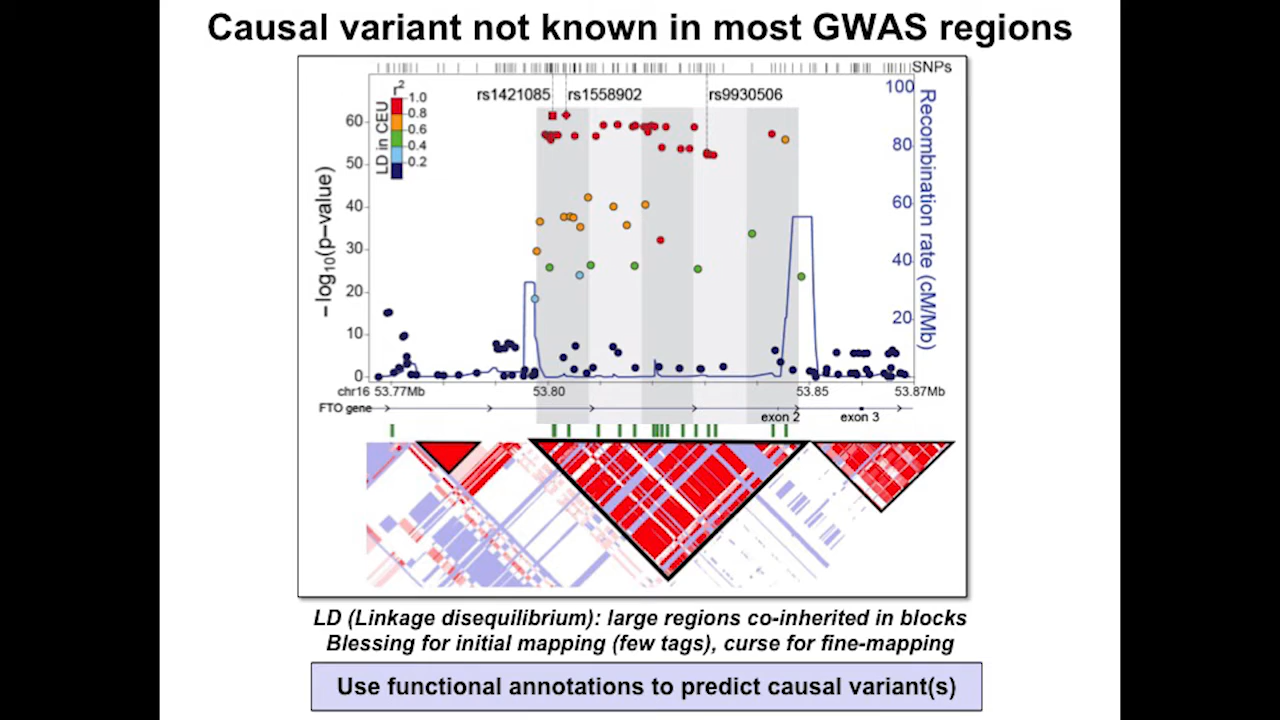 Causal variant not known in most GWAS regions
SNPs
r²
LD in CEU
1.0
0.8
0.6
0.4
0.2
rs1421085
rs1558902
rs9930506
−log₁₀(p−value)
60
50
40
30
20
10
0
100
80
60
40
20
Recombination rate (cM/Mb)
chr16 53.77Mb
53.80
53.85
53.87Mb
FTO gene
exon 2
exon 3
LD (Linkage disequilibrium): large regions co-inherited in blocks
Blessing for initial mapping (few tags), curse for fine-mapping
Use functional annotations to predict causal variant(s)